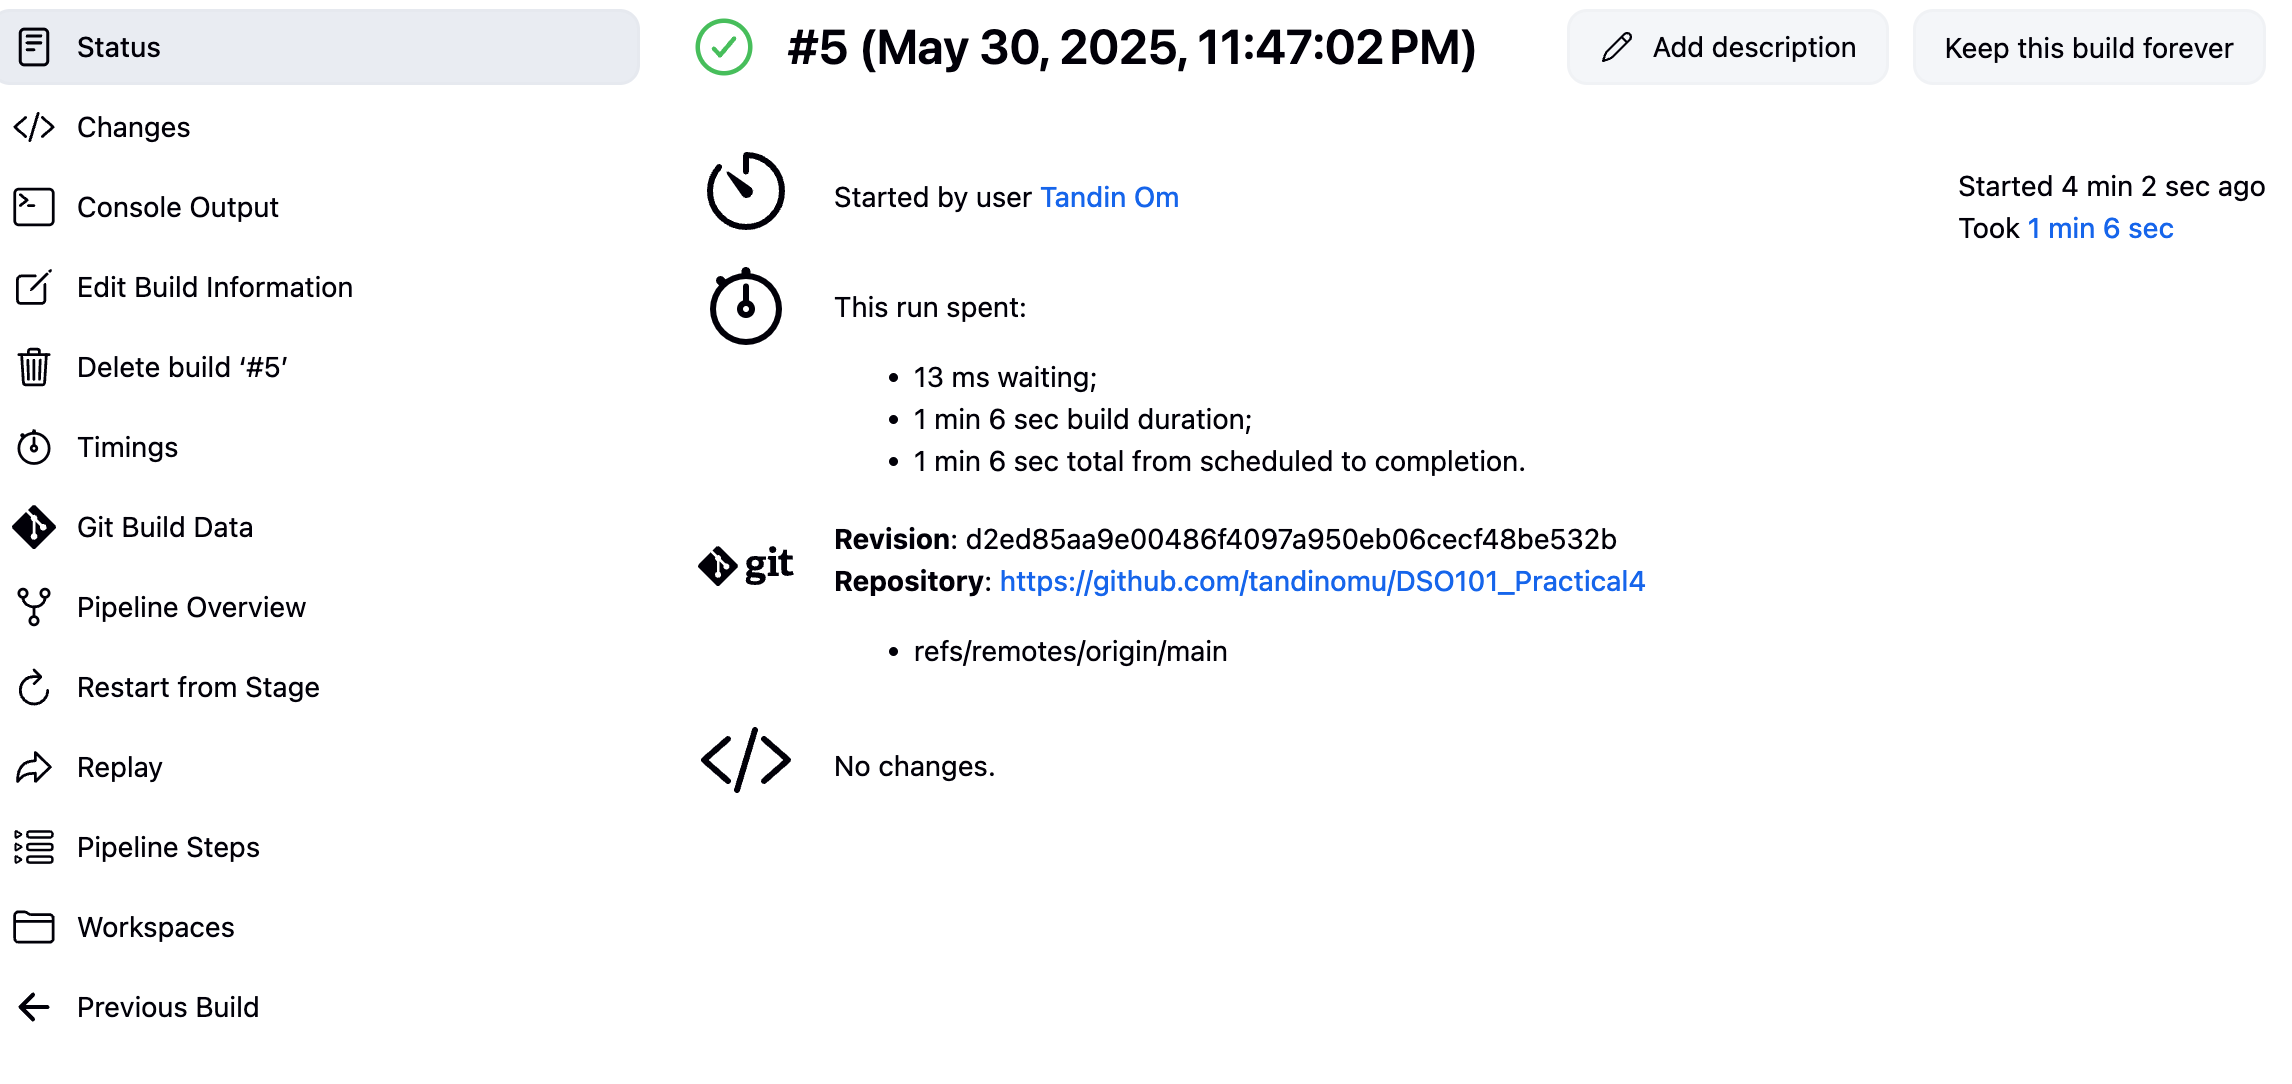 Status
Changes
Console Output
Edit Build Information
Delete build ‘#5’
Timings
Git Build Data
Pipeline Overview
Restart from Stage
Replay
Pipeline Steps
Workspaces
Previous Build
#5 (May 30, 2025, 11:47:02 PM)
Add description
Keep this build forever
Started by user Tandin Om
Started 4 min 2 sec ago
Took 1 min 6 sec
This run spent:
• 13 ms waiting;
• 1 min 6 sec build duration;
• 1 min 6 sec total from scheduled to completion.
git
Revision: d2ed85aa9e00486f4097a950eb06cecf48be532b
Repository: https://github.com/tandinomu/DSO101_Practical4
• refs/remotes/origin/main
No changes.